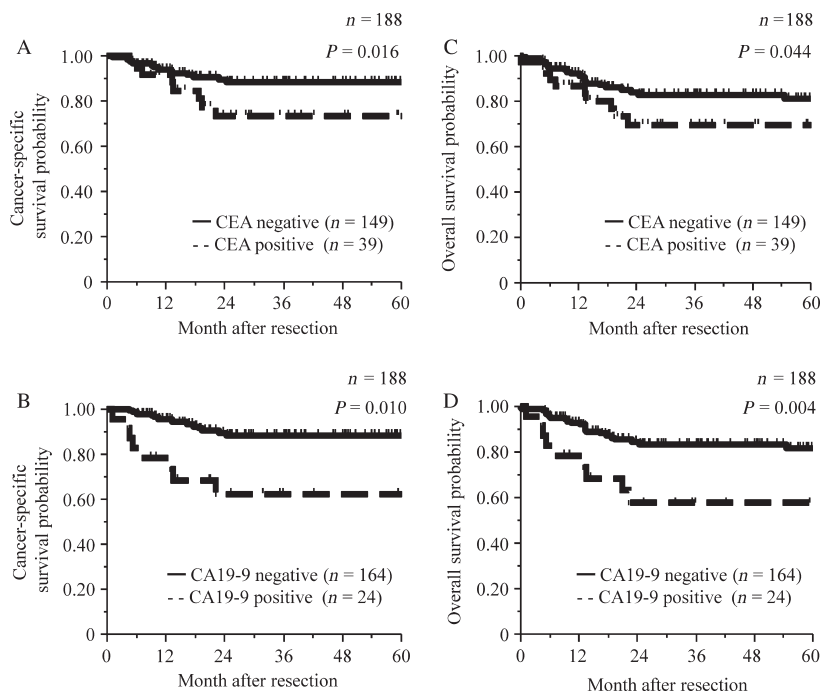 A
n = 188
P = 0.016
Cancer-specific
survival probability
1.00
0.80
0.60
0.40
0.20
0
CEA negative (n = 149)
CEA positive (n = 39)
0 12 24 36 48 60
Month after resection
C
n = 188
P = 0.044
Overall survival probability
1.00
0.80
0.60
0.40
0.20
0
CEA negative (n = 149)
CEA positive (n = 39)
0 12 24 36 48 60
Month after resection
B
n = 188
P = 0.010
Cancer-specific
survival probability
1.00
0.80
0.60
0.40
0.20
0
CA19-9 negative (n = 164)
CA19-9 positive (n = 24)
0 12 24 36 48 60
Month after resection
D
n = 188
P = 0.004
Overall survival probability
1.00
0.80
0.60
0.40
0.20
0
CA19-9 negative (n = 164)
CA19-9 positive (n = 24)
0 12 24 36 48 60
Month after resection